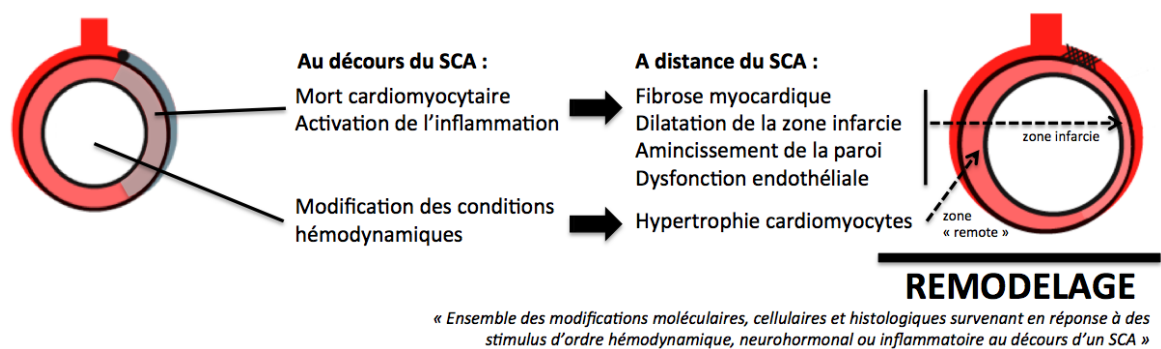 Au décours du SCA :
Mort cardiomyocytaire
Activation de l'inflammation
Modification des conditions
hémodynamiques
A distance du SCA :
Fibrose myocardique
Dilatation de la zone infarcie
Amincissement de la paroi
Dysfonction endothéliale
Hypertrophie cardiomyocytes
zone infarcie
zone
« remote »
REMODELAGE
« Ensemble des modifications moléculaires, cellulaires et histologiques survenant en réponse à des
stimulus d'ordre hémodynamique, neurohormonal ou inflammatoire au décours d'un SCA »